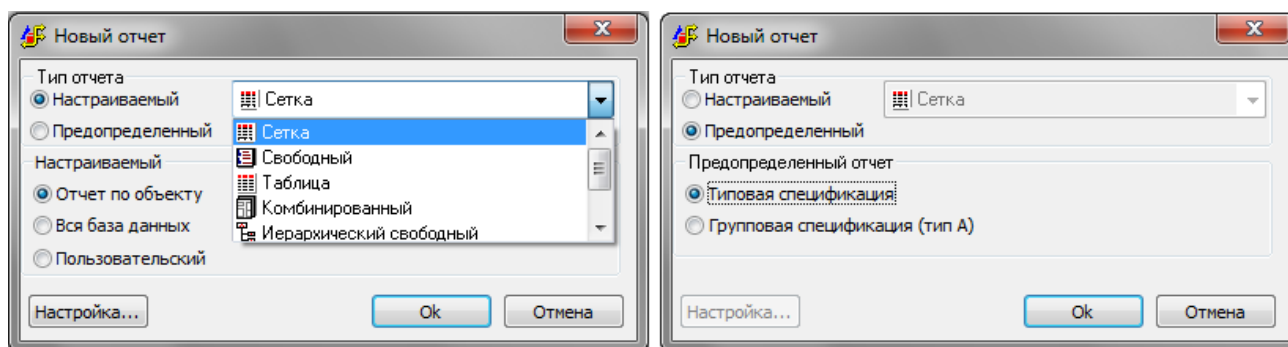 Новый отчет
Тип отчета
Настраиваемый
Сетка
Предопределенный
Сетка
Свободный
Таблица
Комбинированный
Иерархический свободный
Настраиваемый
Отчет по объекту
Вся база данных
Пользовательский
Настройка...
Ok
Отмена
Новый отчет
Тип отчета
Настраиваемый
Сетка
Предопределенный
Предопределенный отчет
Типовая спецификация
Групповая спецификация (тип А)
Настройка...
Ok
Отмена